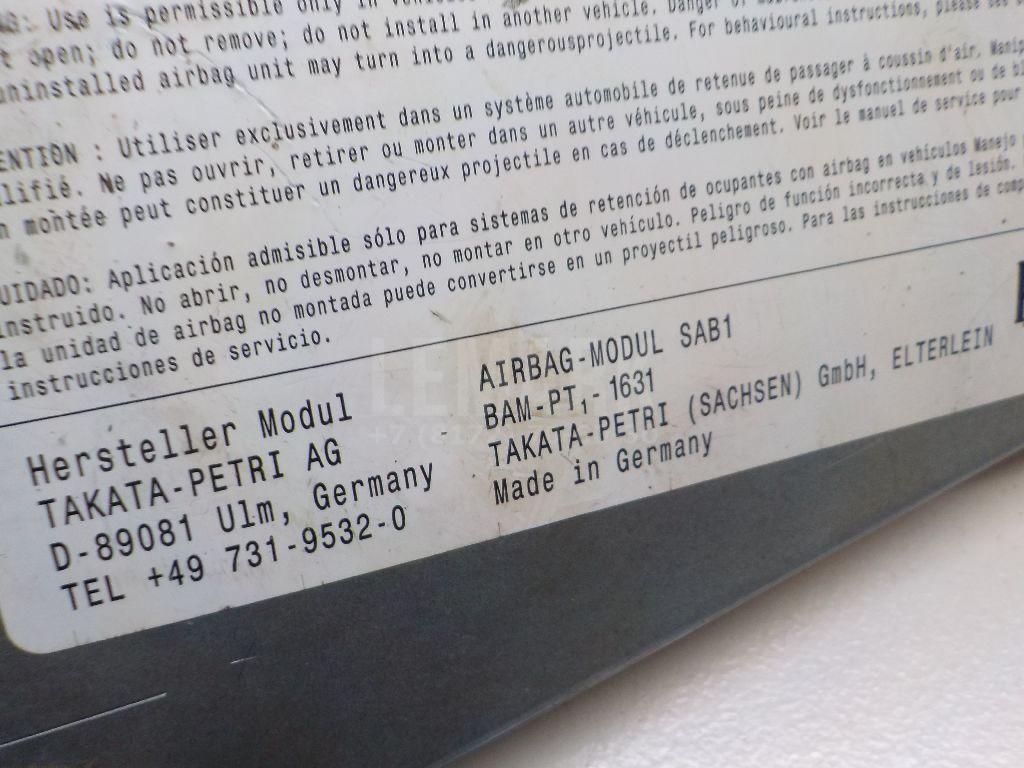 Use is permissible only in
open; do not remove; do not install in another vehicle. Danger
uninstalled airbag unit may turn into a dangerousprojectile. For behavioural instructions, please see
ENTION : Utiliser exclusivement dans un système automobile de retenue de passager à coussin d'air. Manip
lifié. Ne pas ouvrir, retirer ou monter dans un autre véhicule, sous peine de dysfonctionnement ou de
n montée peut constituer un dangereux projectile en cas de déclenchement. Voir le manuel de service pour
UIDADO: Aplicación admisible sólo para sistemas de retención de ocupantes con airbag en vehículos Manejo
nstruido. No abrir, no desmontar, no montar en otro vehículo. Peligro de función incorrecta y de lesión.
la unidad de airbag no montada puede convertirse en un proyectil peligroso. Para las instrucciones de comp
instrucciones de servicio.
Hersteller Modul
TAKATA-PETRI AG
D-89081 Ulm, Germany
TEL +49 731-9532-0
AIRBAG-MODUL SAB1
BAM-PT₁-1631
TAKATA-PETRI (SACHSEN) GmbH, ELTERLEIN
Made in Germany